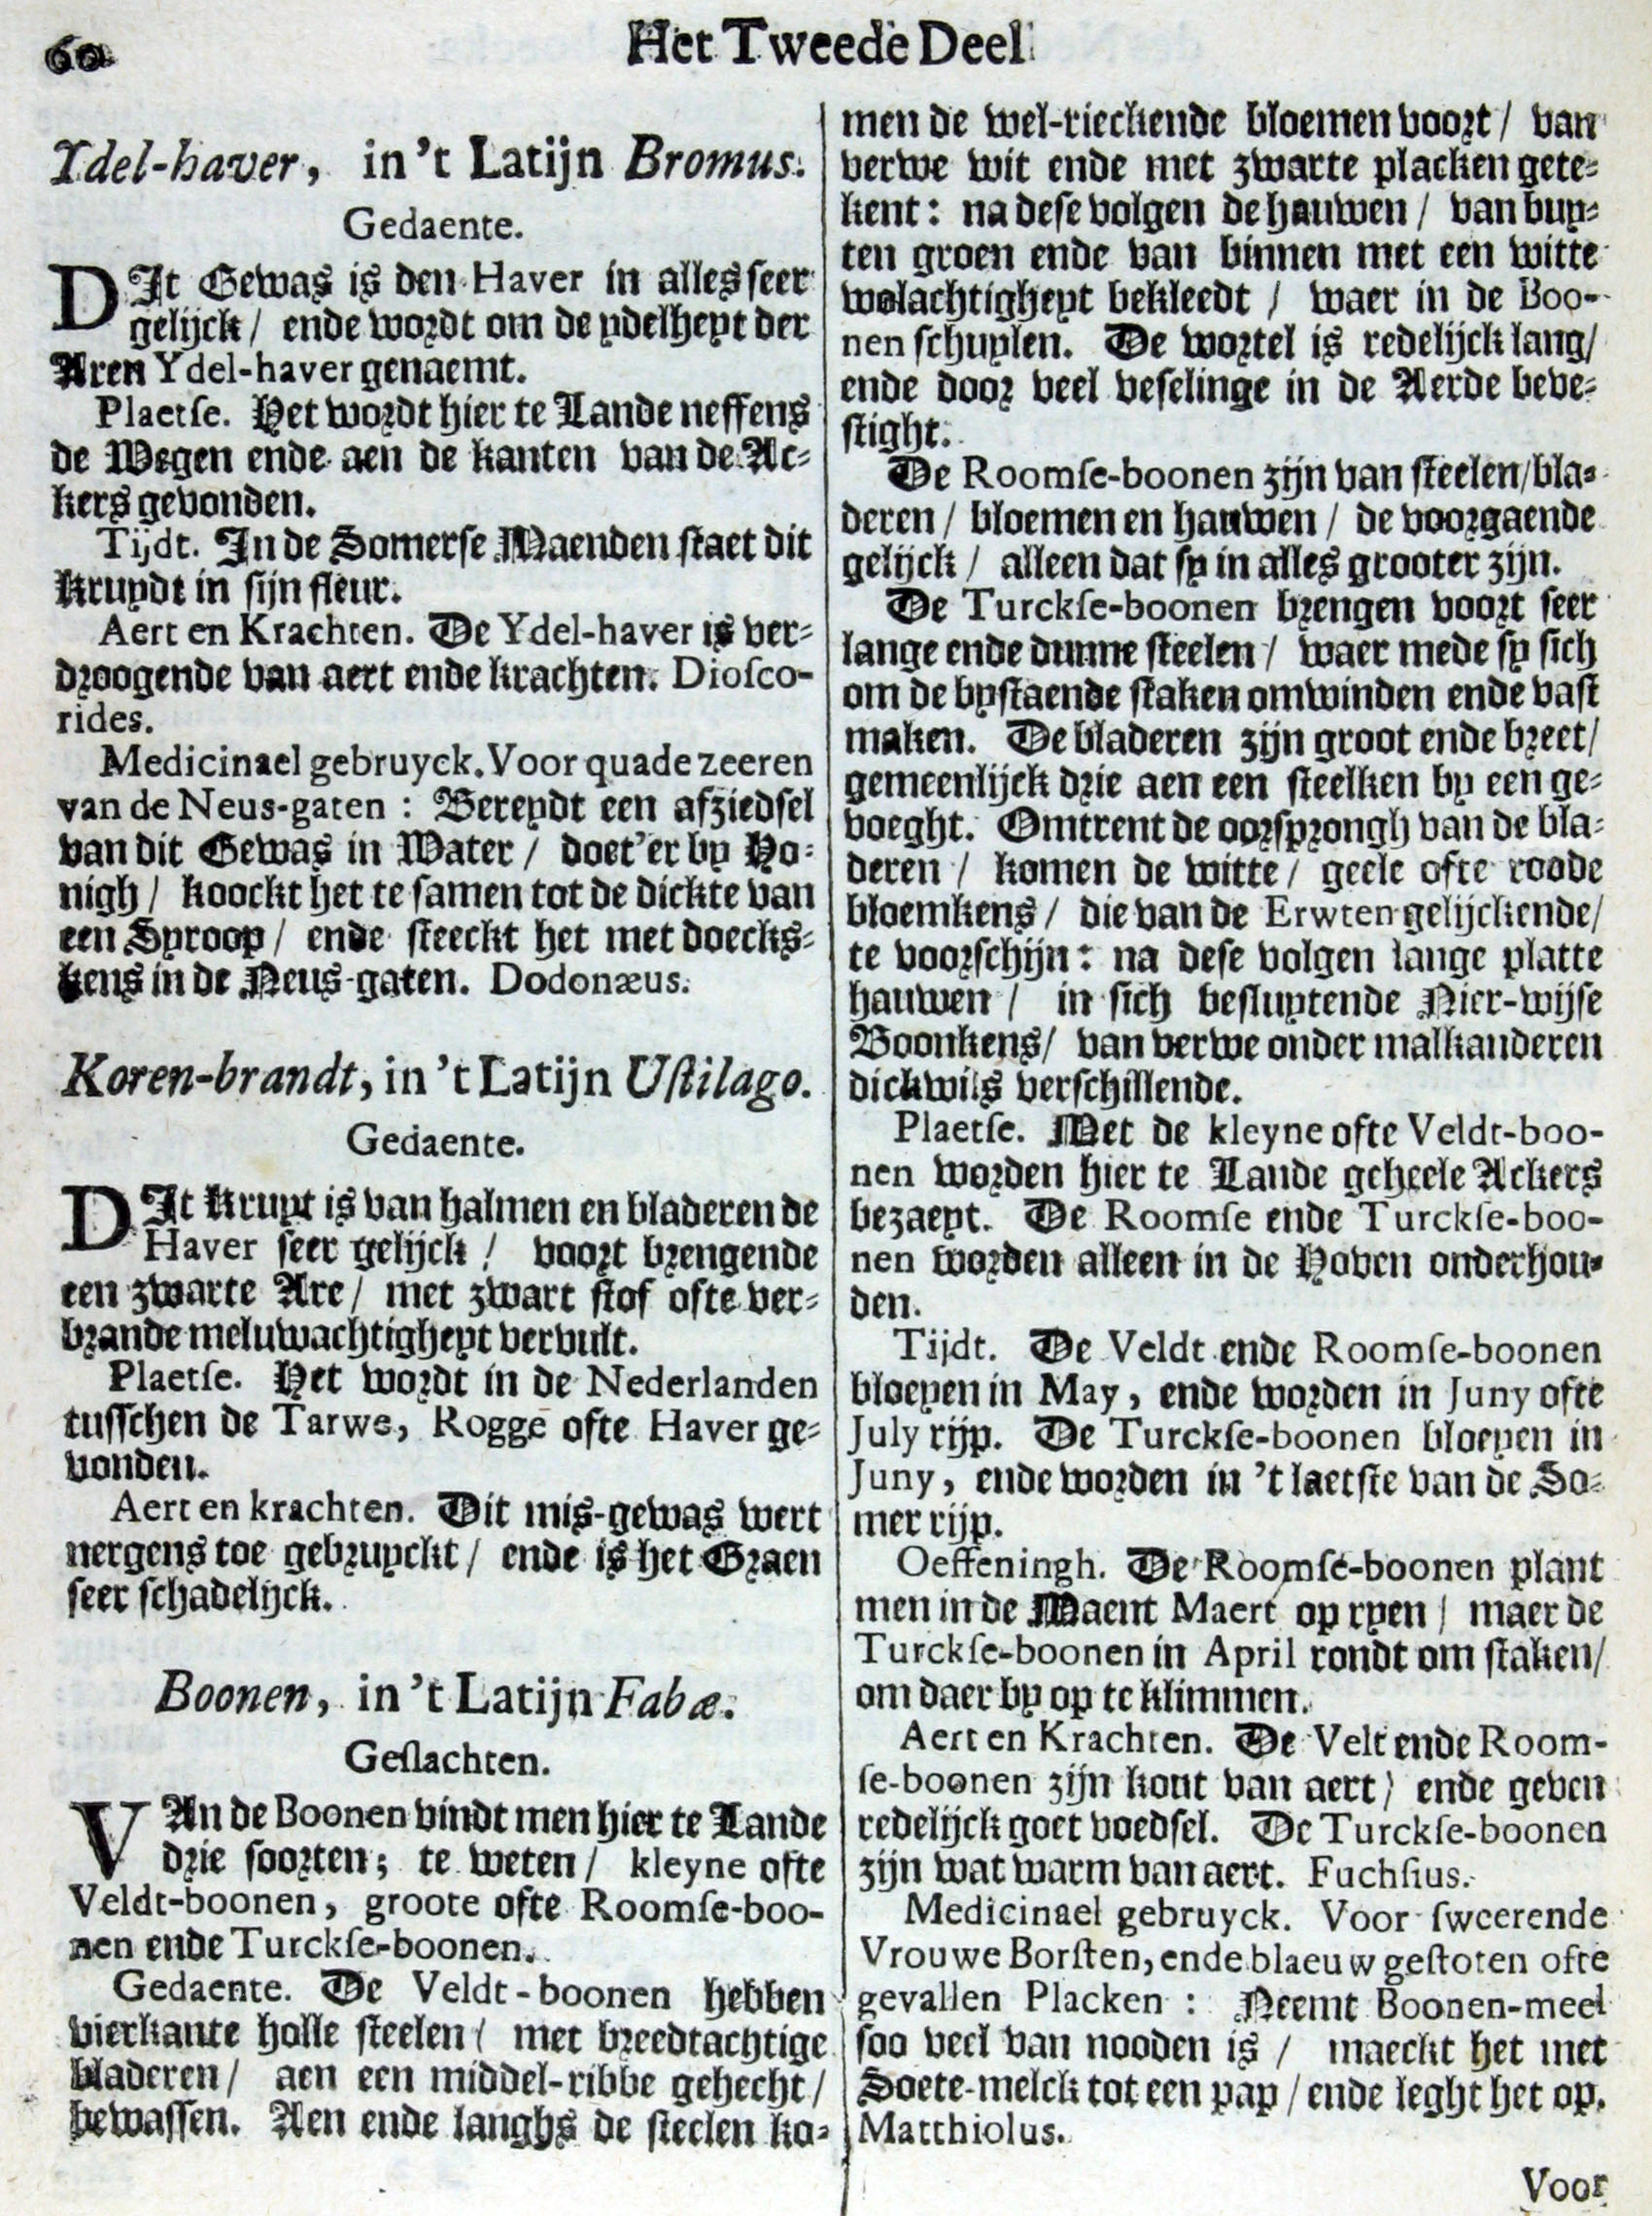 60
Het Tweede Deel
Ydel-haver, in 't Latijn Bromus.
Gedaente.
DIt Gewas is den Haver in alles seer
gelijck / ende wordt om de ydelheyt der
Aren Ydel-haver genaemt.
Plaetse. Het wordt hier te Lande neffens
de Wegen ende aen de kanten van de Ac-
kers gevonden.
Tijdt. In de Somerse Maenden staet dit
Kruydt in sijn fleur.
Aert en Krachten. De Ydel-haver is ver-
droogende van aert ende krachten. Diosco-
rides.
Medicinael gebruyck. Voor quade zeeren
van de Neus-gaten : Bereydt een afziedsel
van dit Gewas in Water / doet'er by Ho-
nigh / koockt het te samen tot de dickte van
een Syroop / ende steeckt het met doecks-
kens in de Neus-gaten. Dodonæus.
Koren-brandt, in 't Latijn Ustilago.
Gedaente.
DIt Kruyt is van halmen en bladeren de
Haver seer gelijck / voort brengende
een zwarte Are / met zwart stof ofte ver-
brande meluwachtigheyt vervult.
Plaetse. Het wordt in de Nederlanden
tusschen de Tarwe, Rogge ofte Haver ge-
vonden.
Aert en krachten. Dit mis-gewas wert
nergens toe gebruyckt / ende is het Graen
seer schadelijck.
Boonen, in 't Latijn Fabæ.
Geslachten.
VAn de Boonen vindt men hier te Lande
drie soorten; te weten / kleyne ofte
Veldt-boonen, groote ofte Roomse-boo-
nen ende Turckse-boonen.
Gedaente. De Veldt-boonen hebben
vierkante holle steelen / met breedtachtige
bladeren / aen een middel-ribbe gehecht /
bewassen. Aen ende langhs de steelen ko-
men de wel-rieckende bloemen voort / van
verwe wit ende met zwarte placken gete-
kent : na dese volgen de hauwen / van buy-
ten groen ende van binnen met een witte
wolachtigheyt bekleedt / waer in de Boo-
nen schuylen. De wortel is redelijck lang /
ende door veel veselinge in de Aerde beve-
stight.
De Roomse-boonen zijn van steelen / bla-
deren / bloemen en hauwen / de voorgaende
gelijck / alleen dat sy in alles grooter zijn.
De Turckse-boonen brengen voort seer
lange ende dunne steelen / waer mede sy sich
om de bystaende staken omwinden ende vast
maken. De bladeren zijn groot ende breet /
gemeenlijck drie aen een steelken by een ge-
voeght. Omtrent de oorsprongh van de bla-
deren / komen de witte / geele ofte roode
bloemkens / die van de Erwten gelijckende /
te voorschijn : na dese volgen lange platte
hauwen / in sich besluytende Nier-wijse
Boonkens / van verwe onder malkanderen
dickwils verschillende.
Plaetse. Met de kleyne ofte Veldt-boo-
nen worden hier te Lande geheele Ackers
bezaeyt. De Roomse ende Turckse-boo-
nen worden alleen in de Hoven onderhou-
den.
Tijdt. De Veldt ende Roomse-boonen
bloeyen in May, ende worden in Juny ofte
July rijp. De Turckse-boonen bloeyen in
Juny, ende worden in 't laetste van de So-
mer rijp.
Oeffeningh. De Roomse-boonen plant
men in de Maent Maert op ryen / maer de
Turckse-boonen in April rondt om staken /
om daer by op te klimmen.
Aert en Krachten. De Velt ende Room-
se-boonen zijn kout van aert / ende geven
redelijck goet voedsel. De Turckse-boonen
zijn wat warm van aert. Fuchsius.
Medicinael gebruyck. Voor sweerende
Vrouwe Borsten, ende blaeuw gestoten ofte
gevallen Placken : Neemt Boonen-meel
soo veel van nooden is / maeckt het met
Soete-melck tot een pap / ende leght het op.
Matthiolus.
Voor